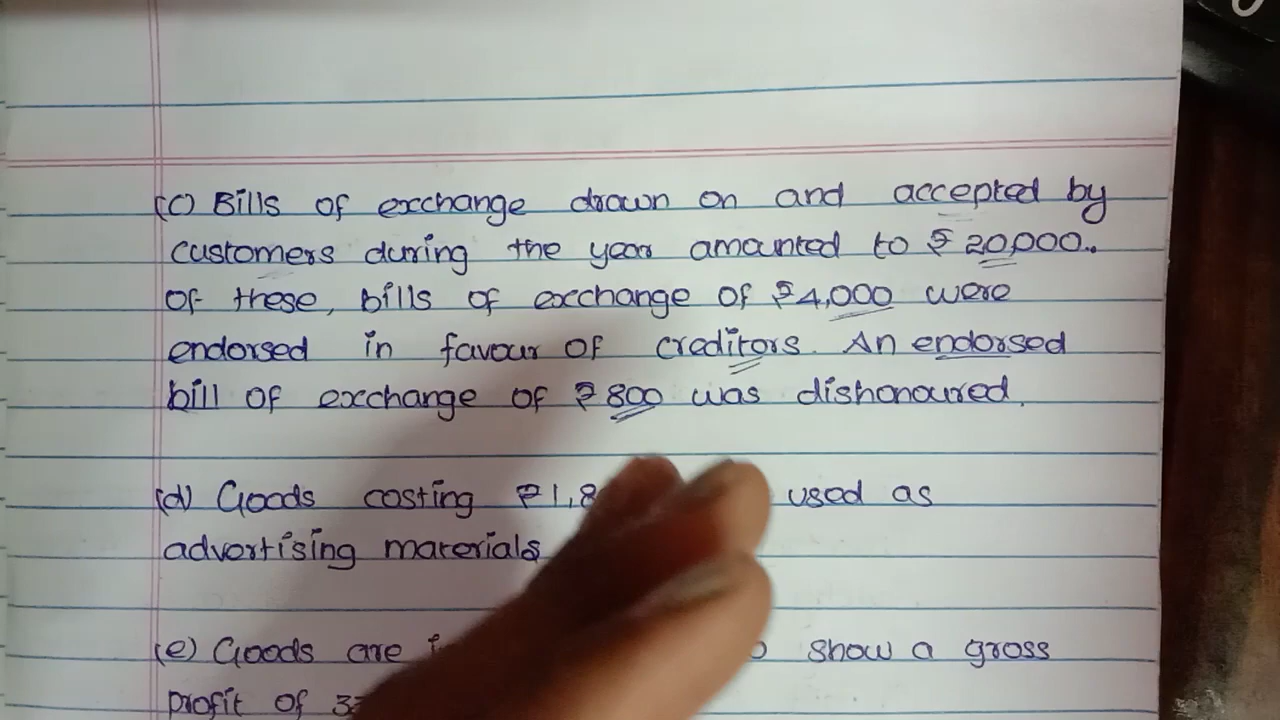 (c) Bills of exchange drawn on and accepted by
customers during the year amounted to ₹ 20,000.
Of these, bills of exchange of ₹4,000 were
endorsed in favour of creditors. An endorsed
bill of exchange of ₹800 was dishonoured.
(d) Goods costing used as
advertising materials
(e) Goods are show a gross
profit of